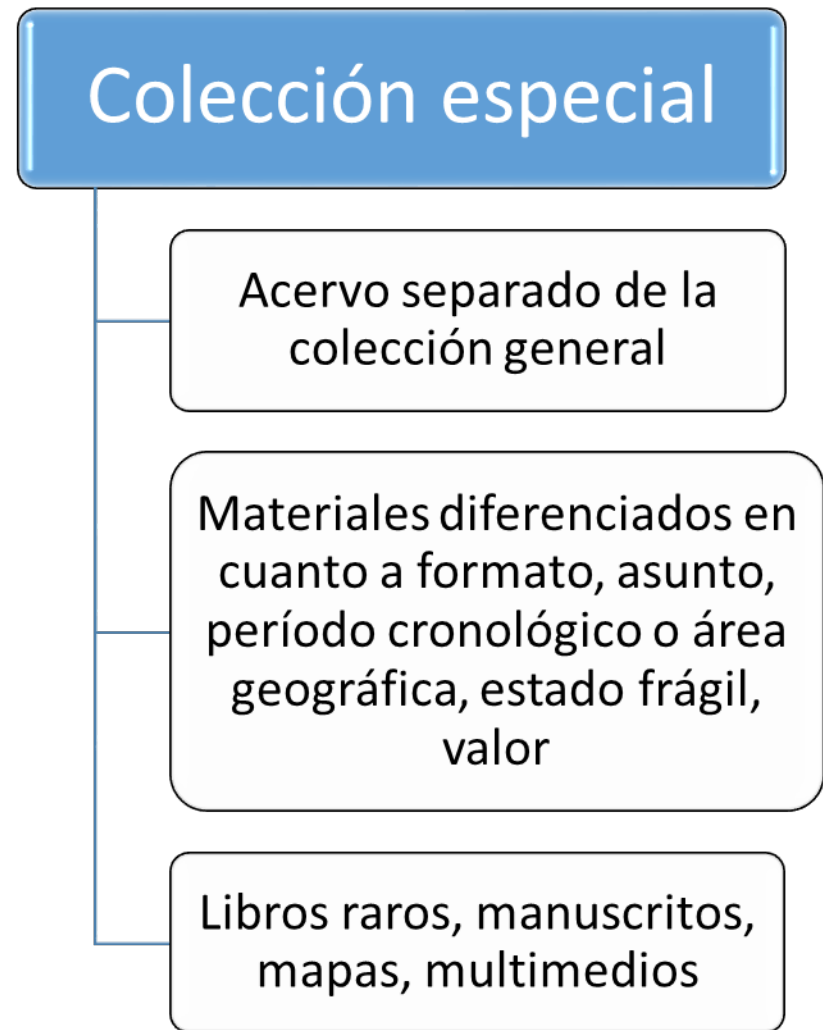 Colección especial
Acervo separado de la
colección general
Materiales diferenciados en
cuanto a formato, asunto,
período cronológico o área
geográfica, estado frágil,
valor
Libros raros, manuscritos,
mapas, multimedios